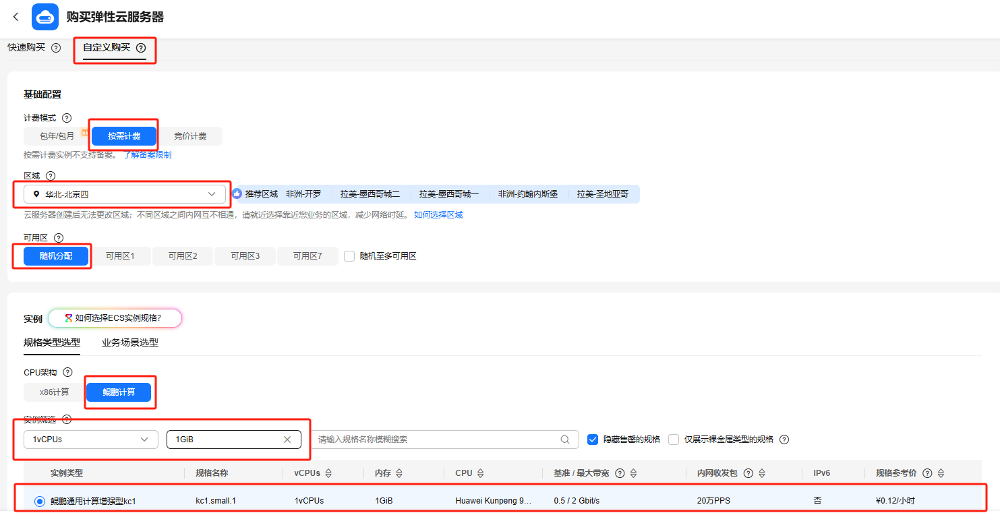 购买弹性云服务器
快速购买 自定义购买
基础配置
计费模式
包年/包月 按需计费 竞价计费
按需计费实例不支持备案。 了解备案限制
区域
华北-北京四 推荐区域 非洲-开罗 拉美-墨西哥城二 拉美-墨西哥城一 非洲-约翰内斯堡 拉美-圣地亚哥
云服务器创建后无法更改区域；不同区域之间内网互不相通，请就近选择靠近您业务的区域，减少网络时延。 如何选择区域
可用区
随机分配 可用区1 可用区2 可用区3 可用区7 随机至多可用区
实例 如何选择ECS实例规格?
规格类型选型 业务场景选型
CPU架构
x86计算 鲲鹏计算
实例筛选
1vCPUs 1GiB 请输入规格名称模糊搜索 隐藏售罄的规格 仅展示裸金属类型的规格
实例类型 规格名称 vCPUs 内存 CPU 基准 / 最大带宽 内网收发包 IPv6 规格参考价
鲲鹏通用计算增强型kc1 kc1.small.1 1vCPUs 1GiB Huawei Kunpeng 9... 0.5 / 2 Gbit/s 20万PPS 否 ¥0.12/小时